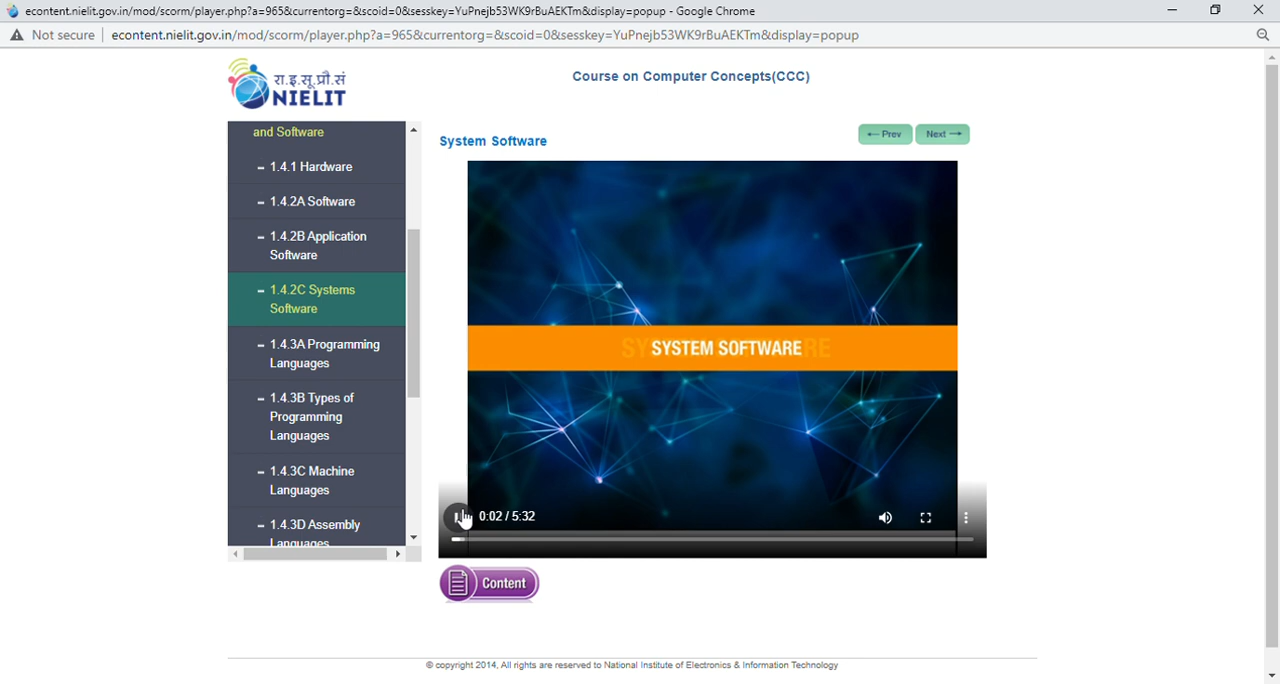 econtent.nielit.gov.in/mod/scorm/player.php?a=965&currentorg=&scoid=0&sesskey=YuPnejb53WK9rBuAEKTm&display=popup - Google Chrome
Not secure
econtent.nielit.gov.in/mod/scorm/player.php?a=965&currentorg=&scoid=0&sesskey=YuPnejb53WK9rBuAEKTm&display=popup
रा.इ.सू.प्रौ.सं
NIELIT
Course on Computer Concepts(CCC)
and Software
1.4.1 Hardware
1.4.2A Software
1.4.2B Application
Software
1.4.2C Systems
Software
1.4.3A Programming
Languages
1.4.3B Types of
Programming
Languages
1.4.3C Machine
Languages
1.4.3D Assembly
Languages
System Software
← Prev
Next →
SYSTEM SOFTWARE
0:02 / 5:32
Content
© copyright 2014, All rights are reserved to National Institute of Electronics & Information Technology